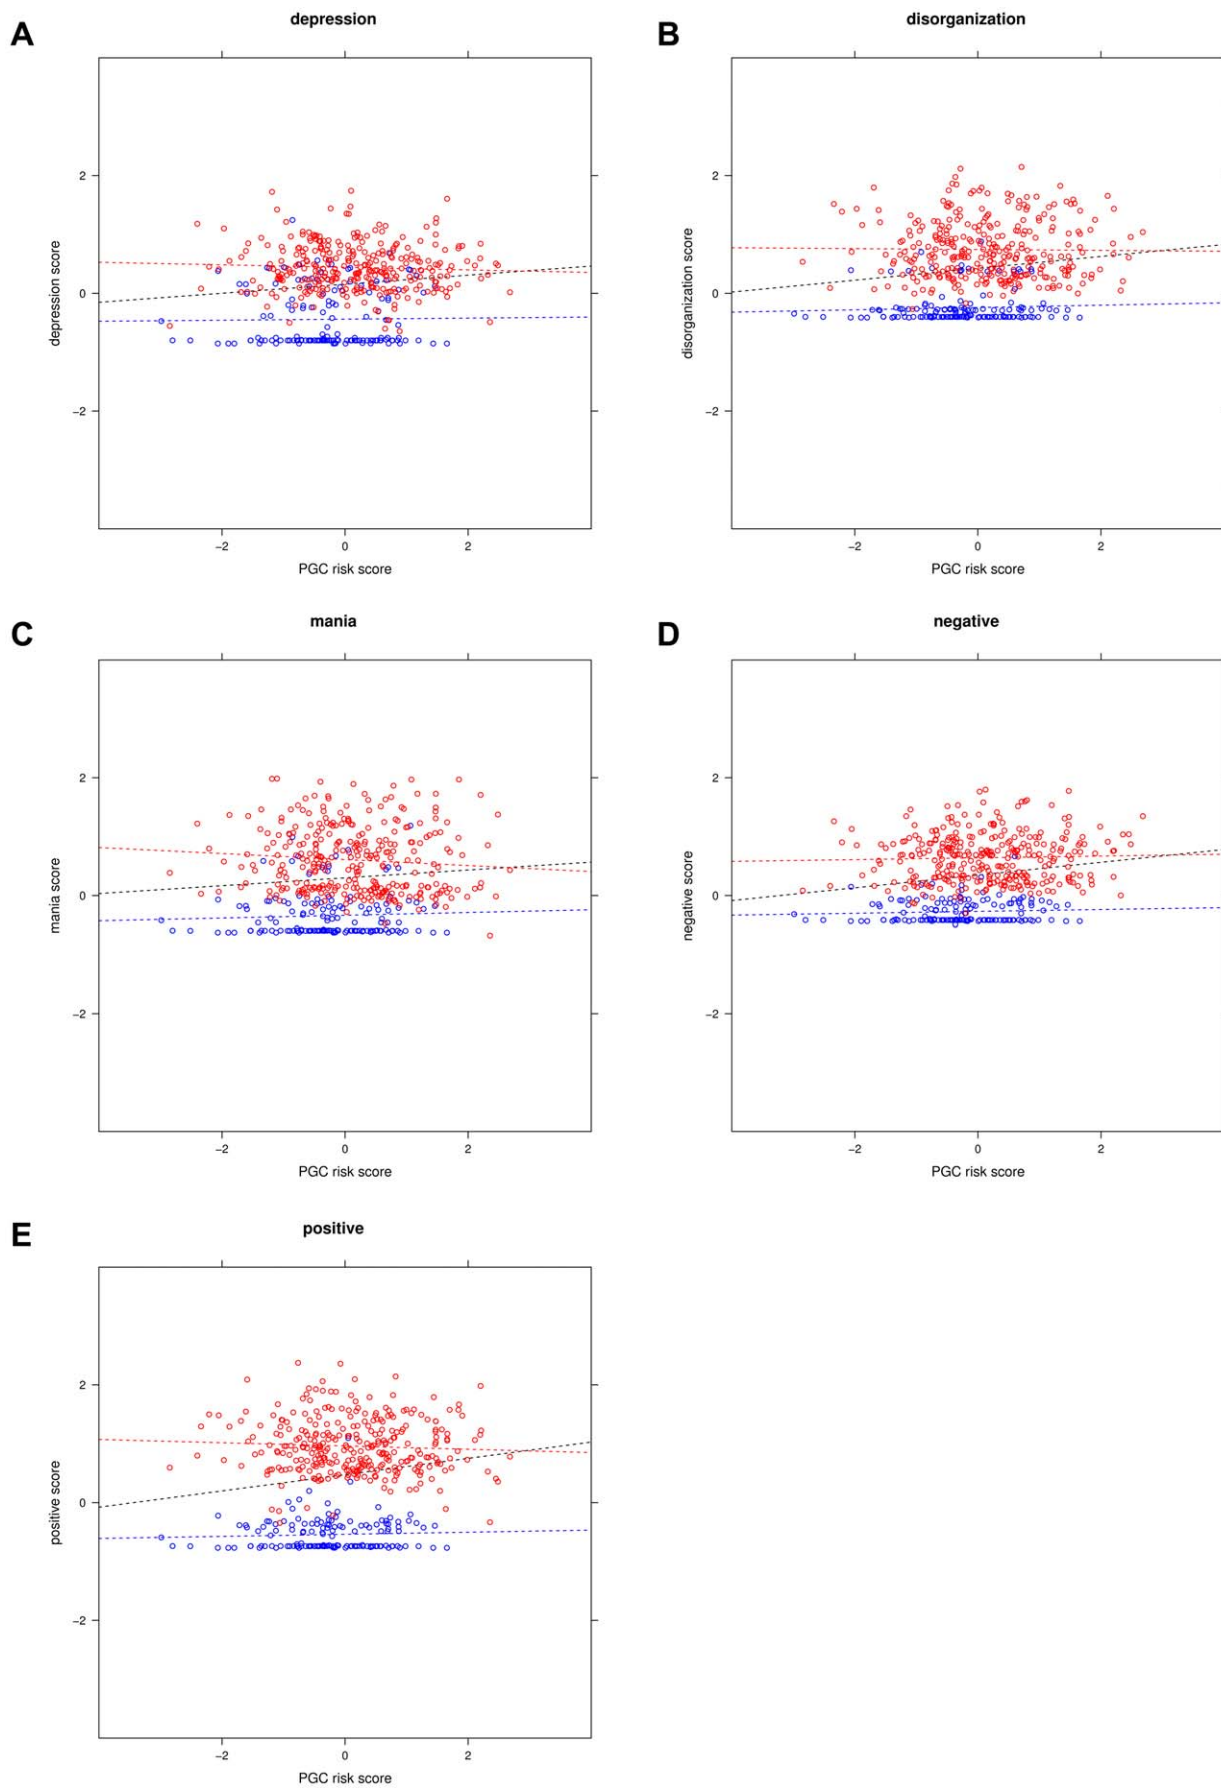 A
depression
depression score
2
0
−2
−2 0 2
PGC risk score
B
disorganization
disorganization score
2
0
−2
−2 0 2
PGC risk score
C
mania
mania score
2
0
−2
−2 0 2
PGC risk score
D
negative
negative score
2
0
−2
−2 0 2
PGC risk score
E
positive
positive score
2
0
−2
−2 0 2
PGC risk score